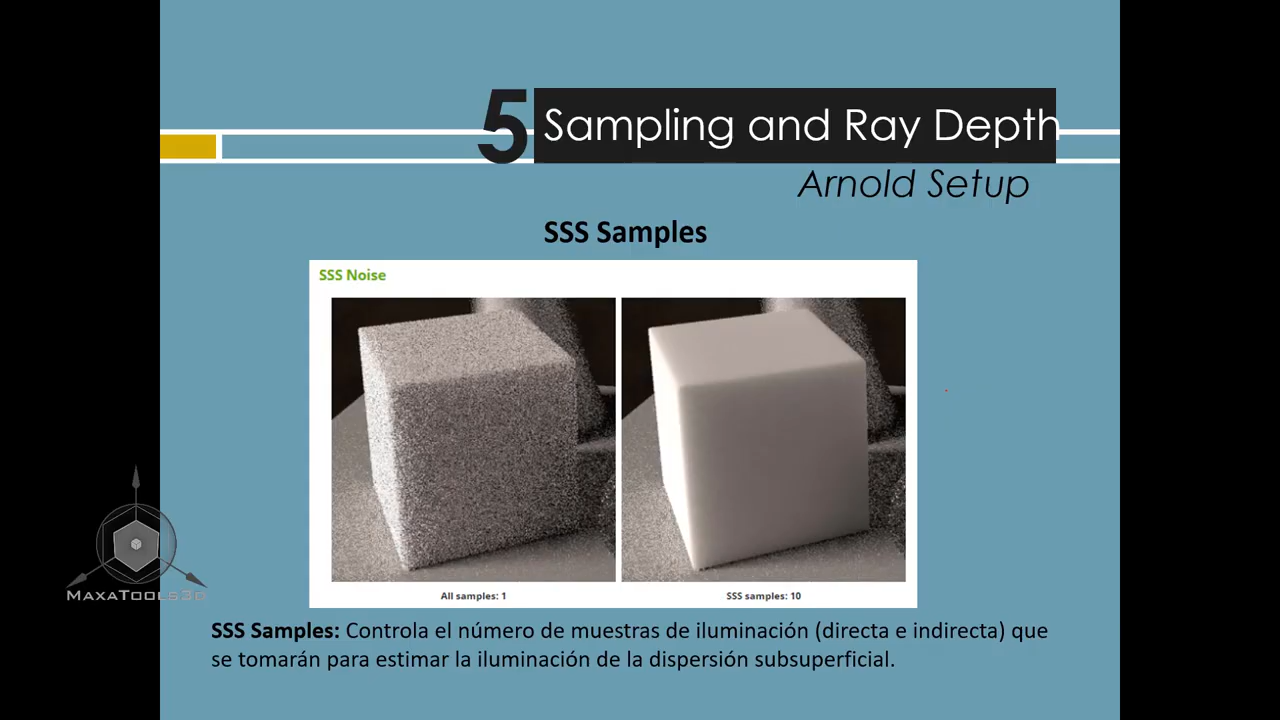 5 Sampling and Ray Depth
Arnold Setup
SSS Samples
SSS Noise
All samples: 1 SSS samples: 10
MAXATOOLS3D
SSS Samples: Controla el número de muestras de iluminación (directa e indirecta) que
se tomarán para estimar la iluminación de la dispersión subsuperficial.